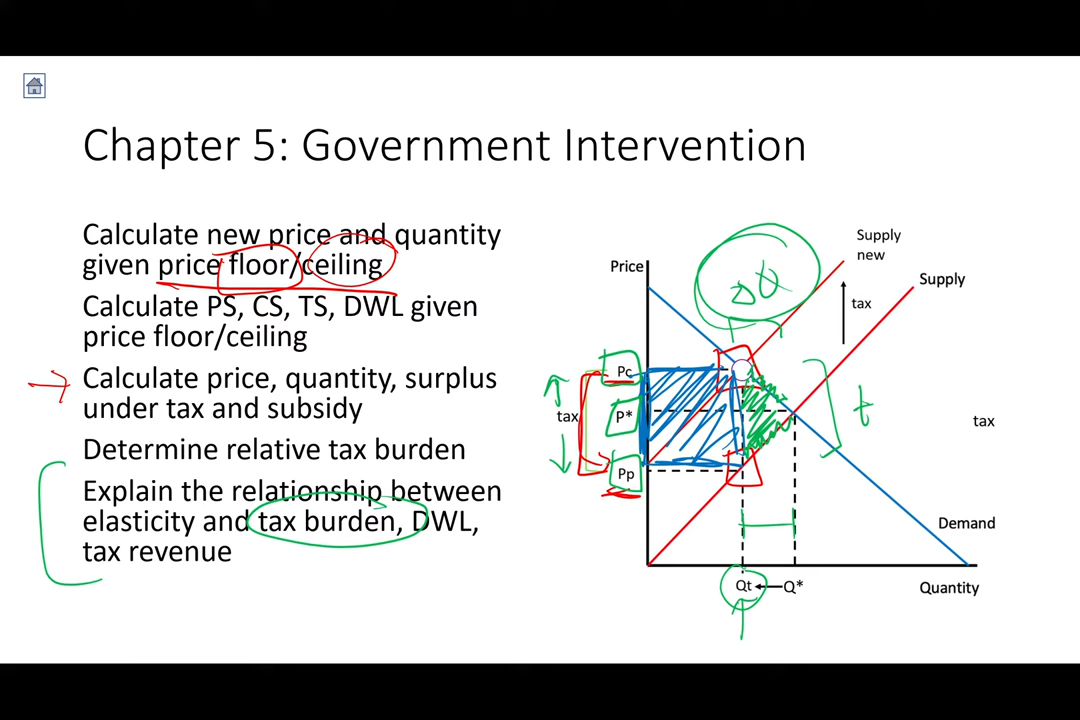 Chapter 5: Government Intervention
Calculate new price and quantity
given price floor/ceiling
Calculate PS, CS, TS, DWL given
price floor/ceiling
Calculate price, quantity, surplus
under tax and subsidy
Determine relative tax burden
Explain the relationship between
elasticity and tax burden, DWL,
tax revenue
Supply
new
Price
Supply
ΔQ
tax
Pc
tax
P*
t
tax
Pp
Demand
Qt
Q*
Quantity